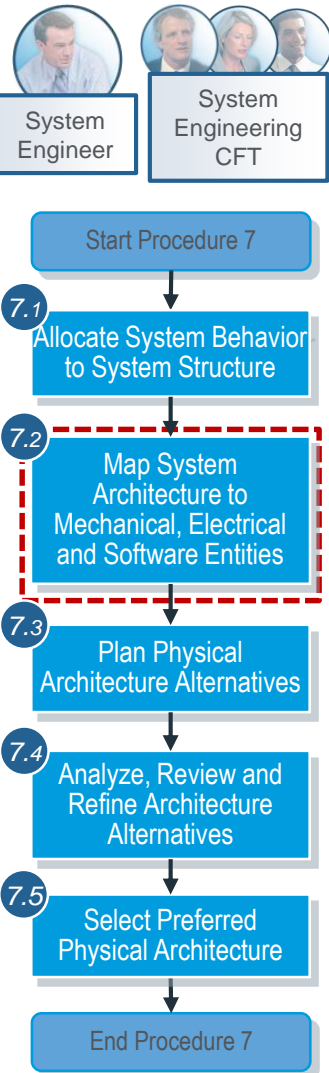 System
Engineer
System
Engineering
CFT
Start Procedure 7
7.1
Allocate System Behavior
to System Structure
7.2
Map System
Architecture to
Mechanical, Electrical
and Software Entities
7.3
Plan Physical
Architecture Alternatives
7.4
Analyze, Review and
Refine Architecture
Alternatives
7.5
Select Preferred
Physical Architecture
End Procedure 7